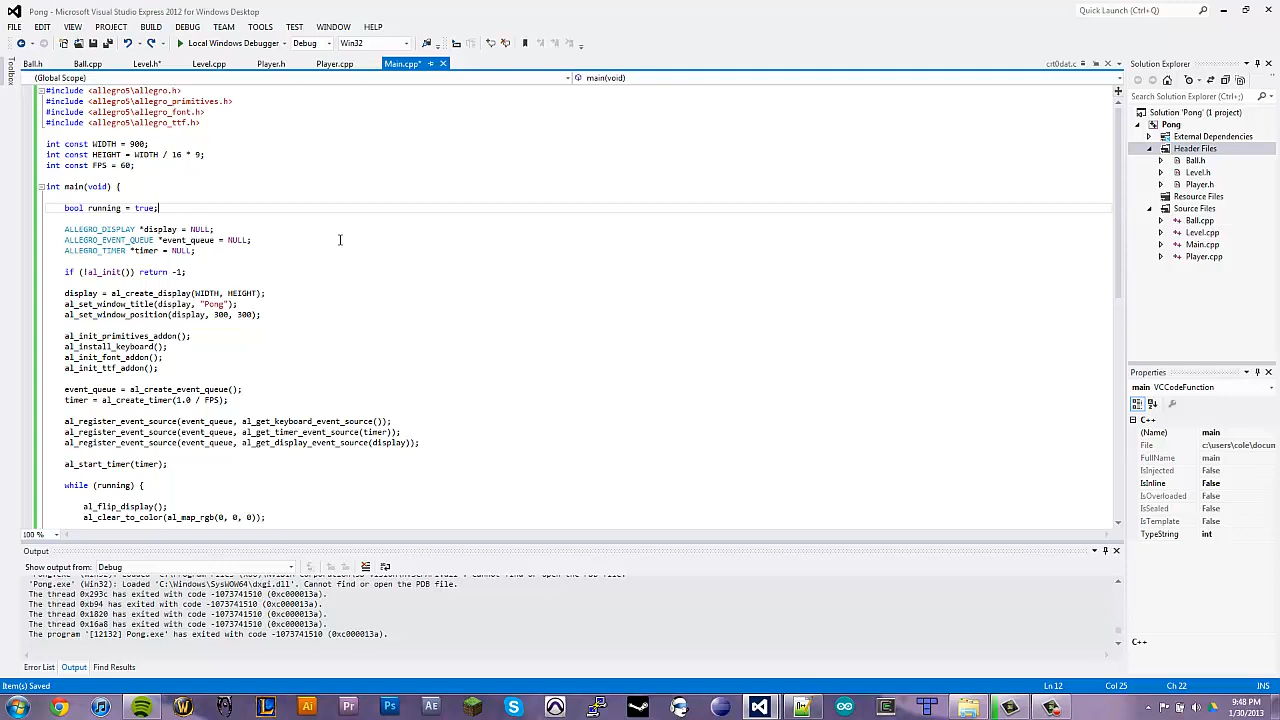 Pong - Microsoft Visual Studio Express 2012 for Windows Desktop
Quick Launch (Ctrl+Q)
FILE EDIT VIEW PROJECT BUILD DEBUG TEAM TOOLS TEST WINDOW HELP
Local Windows Debugger Debug Win32
Toolbox
Ball.h Ball.cpp Level.h* Level.cpp Player.h Player.cpp Main.cpp* crt0dat.c
(Global Scope) main(void)
#include <allegro5\allegro.h>
#include <allegro5\allegro_primitives.h>
#include <allegro5\allegro_font.h>
#include <allegro5\allegro_ttf.h>
int const WIDTH = 900;
int const HEIGHT = WIDTH / 16 * 9;
int const FPS = 60;
int main(void) {
bool running = true;
ALLEGRO_DISPLAY *display = NULL;
ALLEGRO_EVENT_QUEUE *event_queue = NULL;
ALLEGRO_TIMER *timer = NULL;
if (!al_init()) return -1;
display = al_create_display(WIDTH, HEIGHT);
al_set_window_title(display, "Pong");
al_set_window_position(display, 300, 300);
al_init_primitives_addon();
al_install_keyboard();
al_init_font_addon();
al_init_ttf_addon();
event_queue = al_create_event_queue();
timer = al_create_timer(1.0 / FPS);
al_register_event_source(event_queue, al_get_keyboard_event_source());
al_register_event_source(event_queue, al_get_timer_event_source(timer));
al_register_event_source(event_queue, al_get_display_event_source(display));
al_start_timer(timer);
while (running) {
al_flip_display();
al_clear_to_color(al_map_rgb(0, 0, 0));
100 %
Output
Show output from: Debug
'Pong.exe' (Win32): Loaded 'C:\Windows\SysWOW64\dxgi.dll'. Cannot find or open the PDB file.
The thread 0x293c has exited with code -1073741510 (0xc000013a).
The thread 0xb94 has exited with code -1073741510 (0xc000013a).
The thread 0x1820 has exited with code -1073741510 (0xc000013a).
The thread 0x16a8 has exited with code -1073741510 (0xc000013a).
The program '[12132] Pong.exe' has exited with code -1073741510 (0xc000013a).
Error List Output Find Results
Solution Explorer
Search Solution Explorer (Ctrl+;)
Solution 'Pong' (1 project)
Pong
External Dependencies
Header Files
Ball.h
Level.h
Player.h
Resource Files
Source Files
Ball.cpp
Level.cpp
Main.cpp
Player.cpp
Properties
main VCCodeFunction
C++
(Name) main
File c:\users\cole\docum
FullName main
IsInjected False
IsInline False
IsOverloaded False
IsSealed False
IsTemplate False
TypeString int
C++
Item(s) Saved Ln 12 Col 25 Ch 22 INS
Ai Pr Ps Ae
9:48 PM
1/30/2013